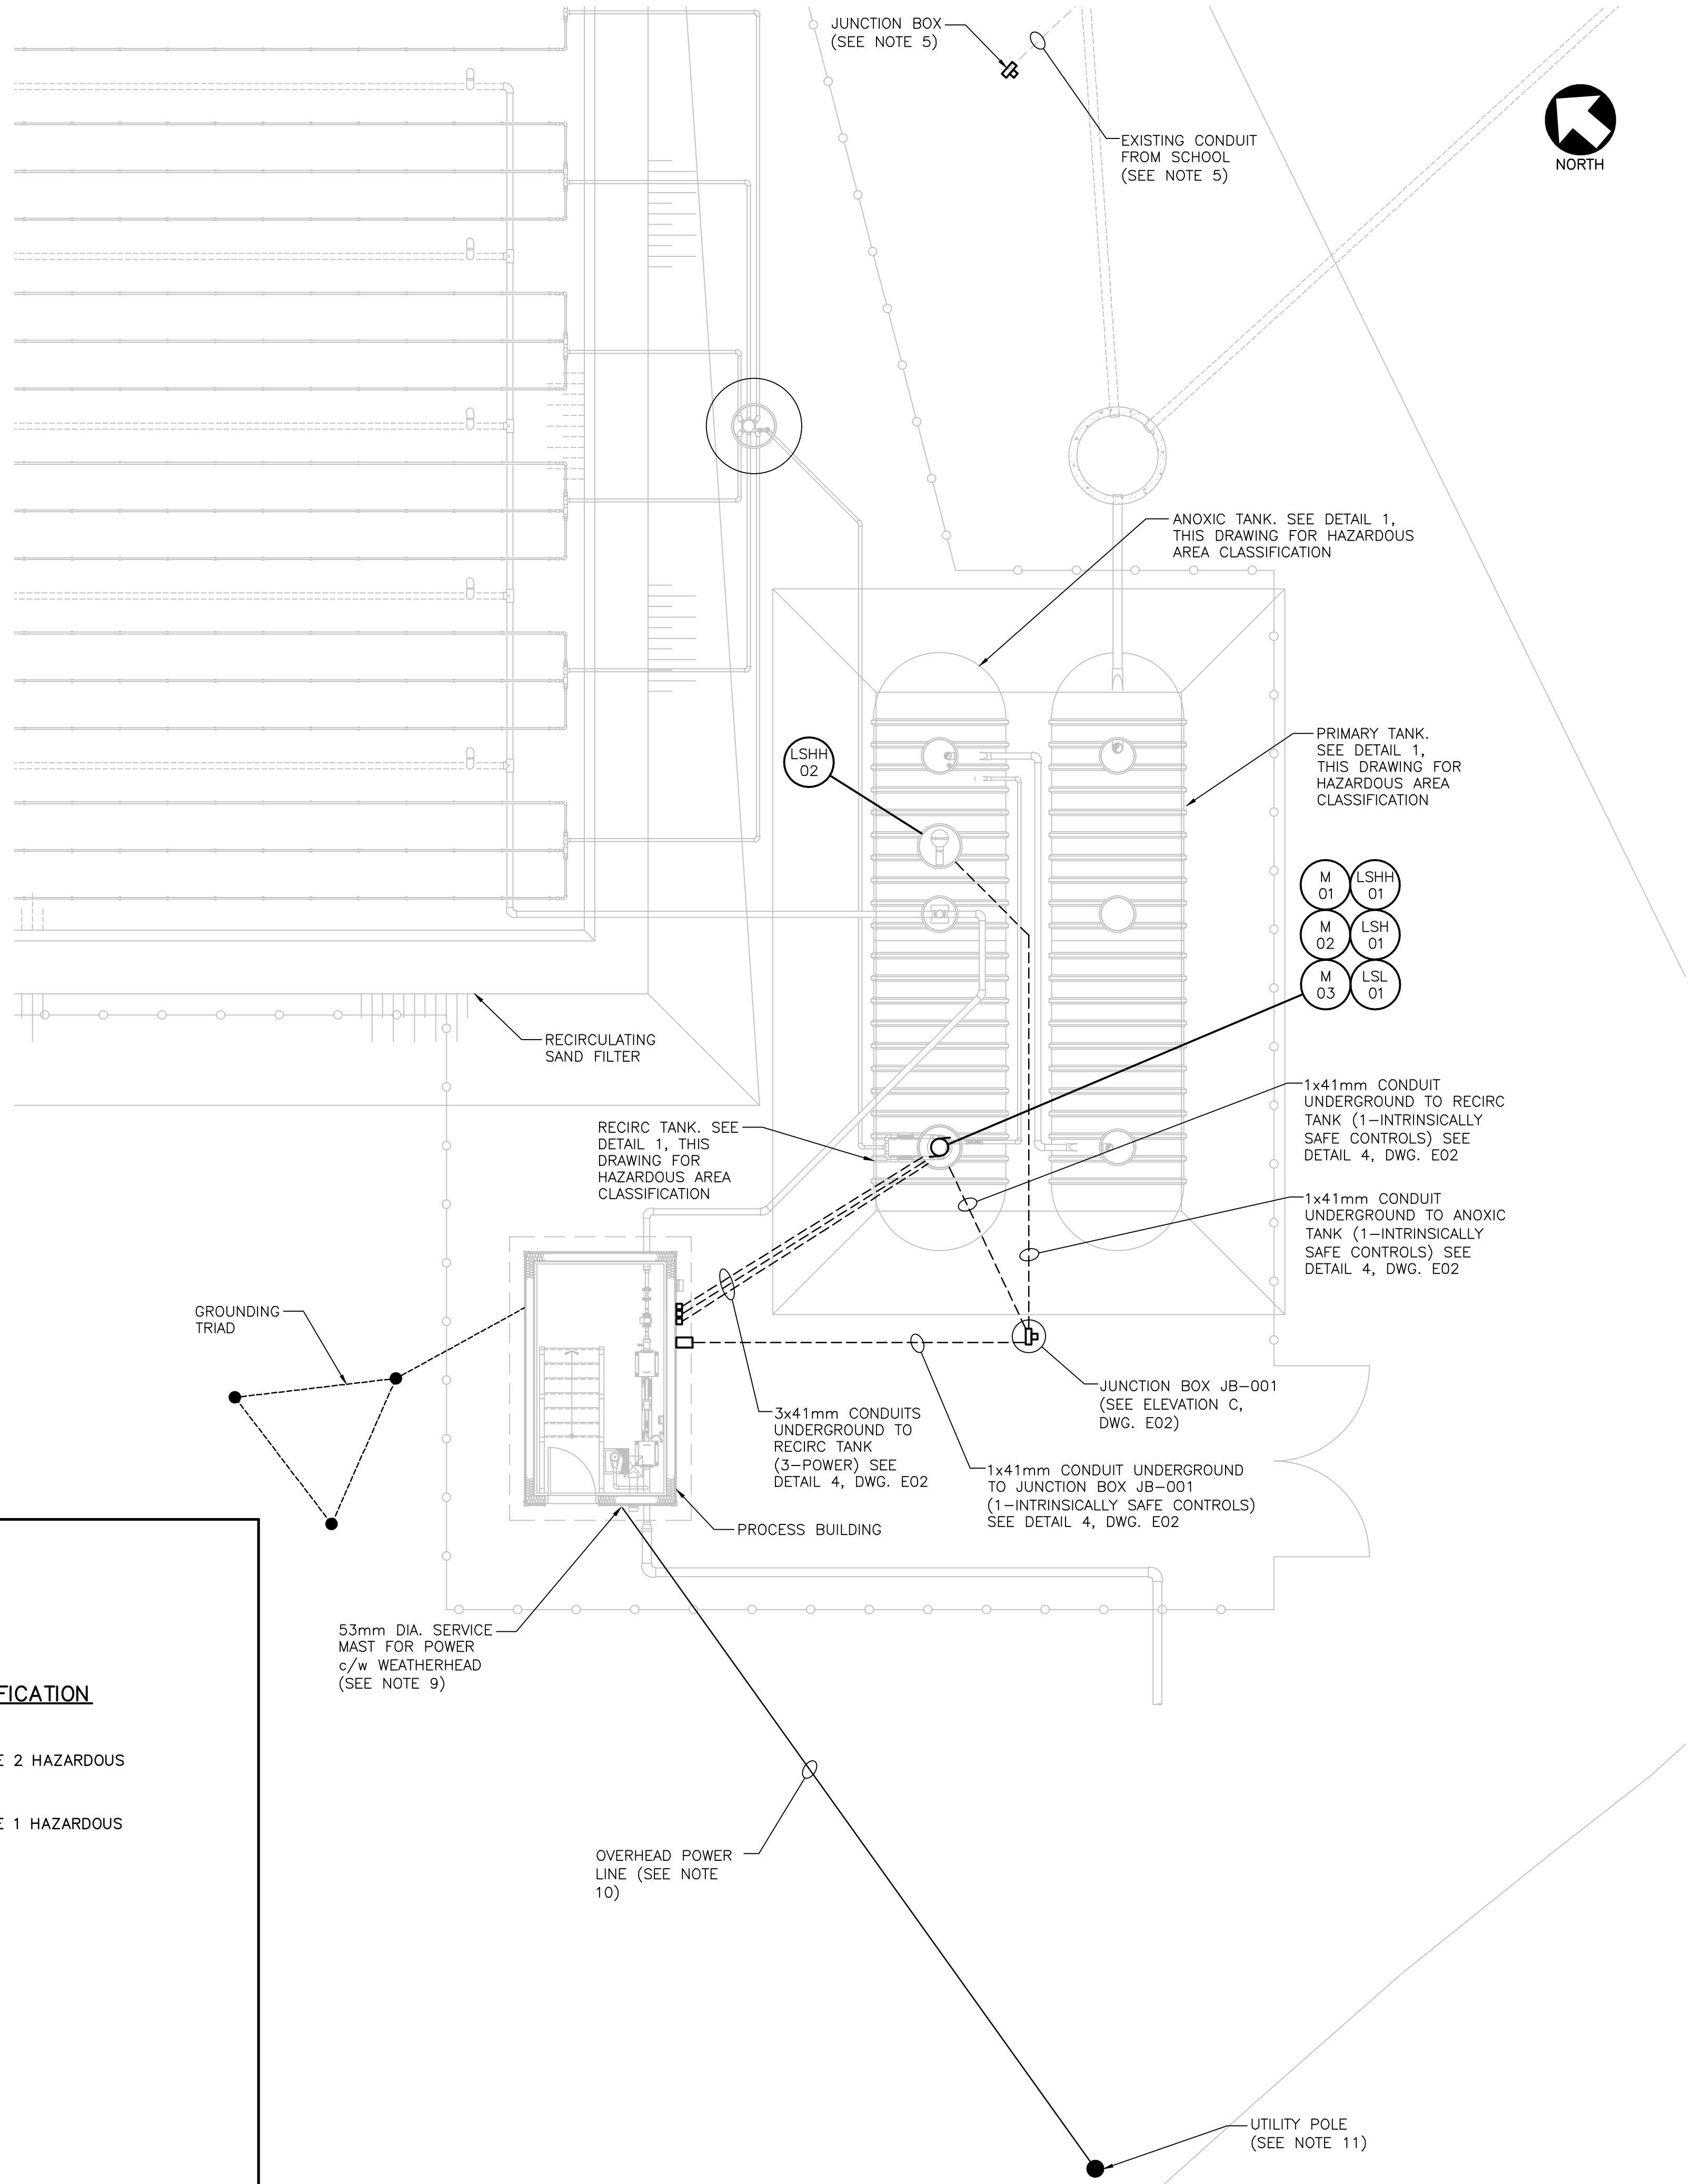 JUNCTION BOX
(SEE NOTE 5)
EXISTING CONDUIT
FROM SCHOOL
(SEE NOTE 5)
NORTH
ANOXIC TANK. SEE DETAIL 1,
THIS DRAWING FOR HAZARDOUS
AREA CLASSIFICATION
PRIMARY TANK.
SEE DETAIL 1,
THIS DRAWING FOR
HAZARDOUS AREA
CLASSIFICATION
LSHH
02
M
01
LSHH
01
M
02
LSH
01
M
03
LSL
01
RECIRCULATING
SAND FILTER
1x41mm CONDUIT
UNDERGROUND TO RECIRC
TANK (1-INTRINSICALLY
SAFE CONTROLS) SEE
DETAIL 4, DWG. E02
RECIRC TANK. SEE
DETAIL 1, THIS
DRAWING FOR
HAZARDOUS AREA
CLASSIFICATION
1x41mm CONDUIT
UNDERGROUND TO ANOXIC
TANK (1-INTRINSICALLY
SAFE CONTROLS) SEE
DETAIL 4, DWG. E02
GROUNDING
TRIAD
JUNCTION BOX JB-001
(SEE ELEVATION C,
DWG. E02)
3x41mm CONDUITS
UNDERGROUND TO
RECIRC TANK
(3-POWER) SEE
DETAIL 4, DWG. E02
1x41mm CONDUIT UNDERGROUND
TO JUNCTION BOX JB-001
(1-INTRINSICALLY SAFE CONTROLS)
SEE DETAIL 4, DWG. E02
PROCESS BUILDING
53mm DIA. SERVICE
MAST FOR POWER
c/w WEATHERHEAD
(SEE NOTE 9)
FICATION
E 2 HAZARDOUS
E 1 HAZARDOUS
OVERHEAD POWER
LINE (SEE NOTE
10)
UTILITY POLE
(SEE NOTE 11)